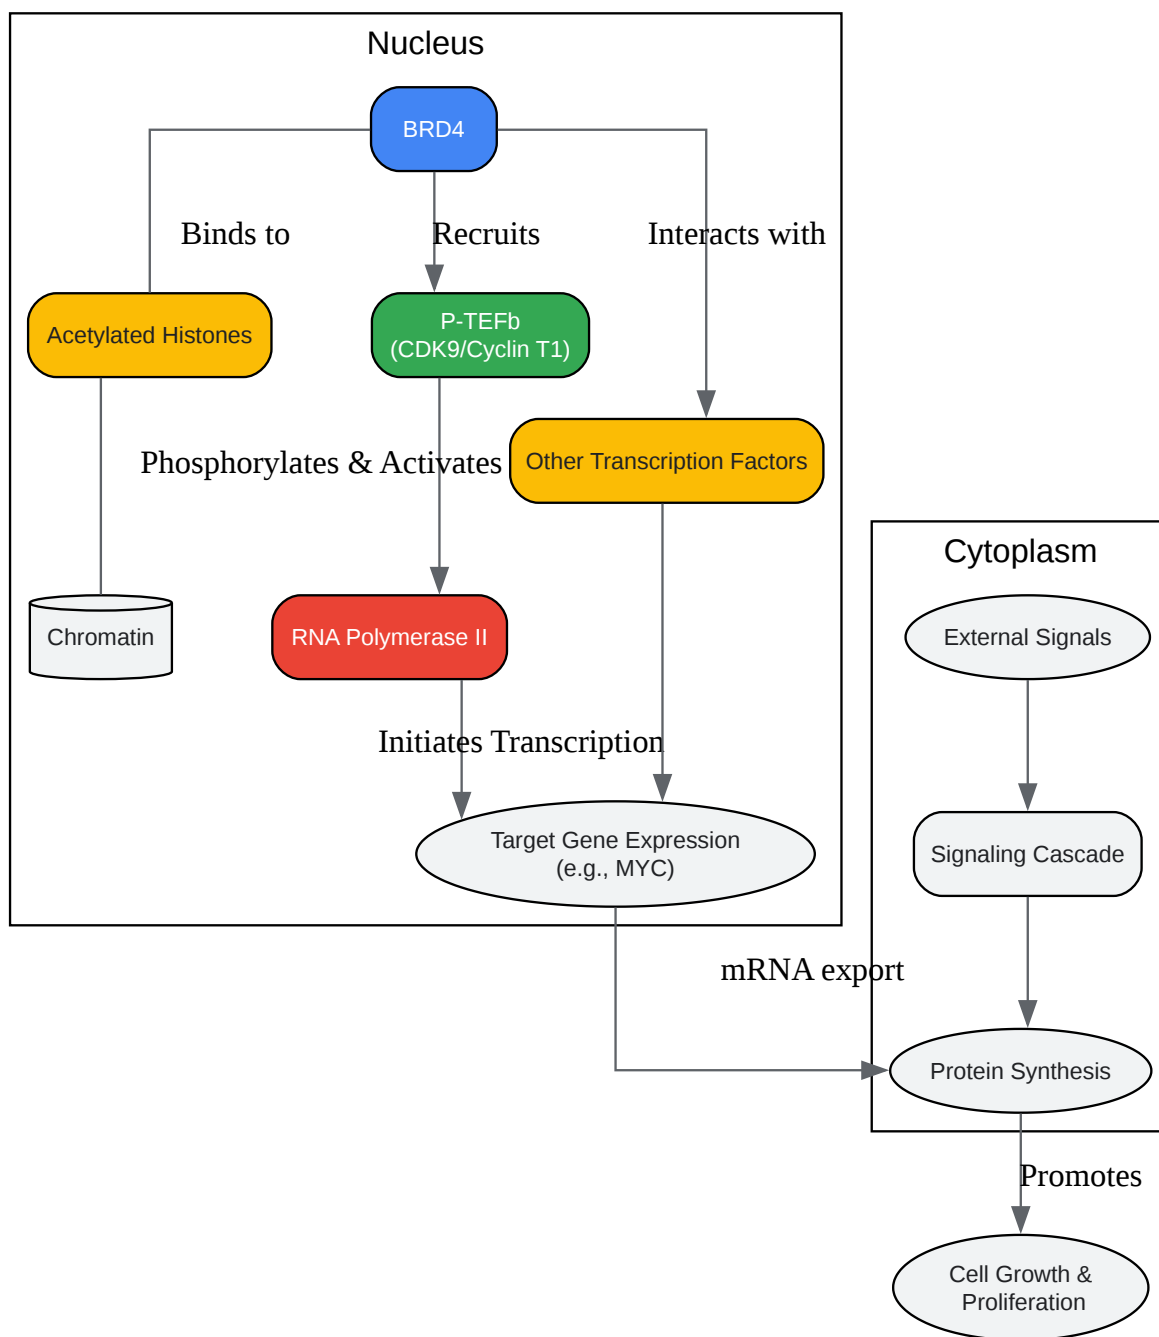 Nucleus
BRD4
Binds to
Recruits
Interacts with
Acetylated Histones
P-TEFb
(CDK9/Cyclin T1)
Phosphorylates & Activates
Other Transcription Factors
Chromatin
RNA Polymerase II
Initiates Transcription
Target Gene Expression
(e.g., MYC)
mRNA export
Cytoplasm
External Signals
Signaling Cascade
Protein Synthesis
Promotes
Cell Growth &
Proliferation